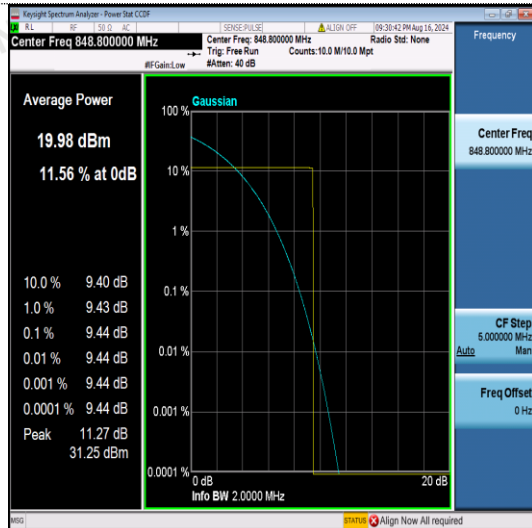 Keysight Spectrum Analyzer - Power Stat CCDF
RL RF 50 Ω AC SENSE:PULSE ALIGN OFF 09:30:42 PM Aug 16, 2024
Center Freq 848.800000 MHz
Center Freq: 848.800000 MHz Radio Std: None
Trig: Free Run Counts:10.0 M/10.0 Mpt
#IFGain:Low #Atten: 40 dB
Frequency
Average Power
19.98 dBm
11.56 % at 0dB
10.0 % 9.40 dB
1.0 % 9.43 dB
0.1 % 9.44 dB
0.01 % 9.44 dB
0.001 % 9.44 dB
0.0001 % 9.44 dB
Peak 11.27 dB
31.25 dBm
Gaussian
100 %
10 %
1 %
0.1 %
0.01 %
0.001 %
0.0001 %
0 dB 20 dB
Info BW 2.0000 MHz
Center Freq
848.800000 MHz
CF Step
5.000000 MHz
Auto Man
Freq Offset
0 Hz
MSG STATUS Align Now All required